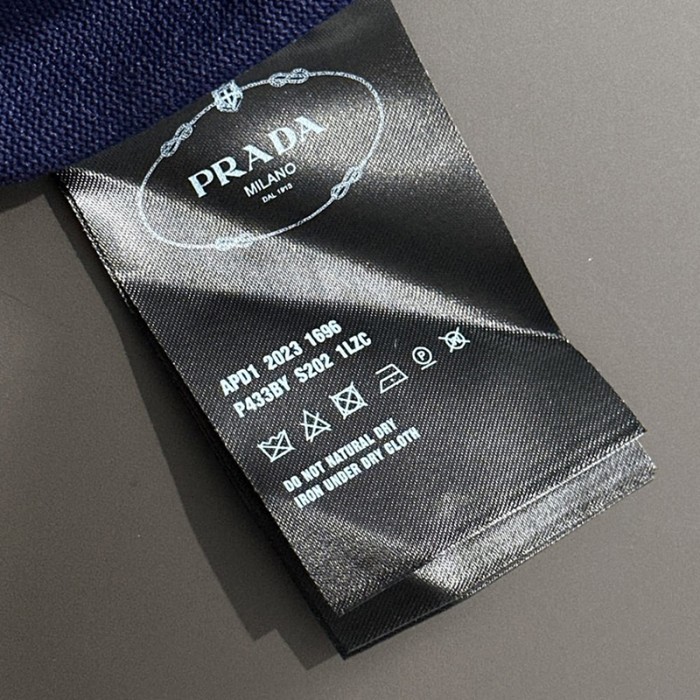 PRADA
MILANO
DAL 1913
APD1 2023 1696
P433BY S202 1LZC
P
W
DO NOT NATURAL DRY
IRON UNDER DRY CLOTH